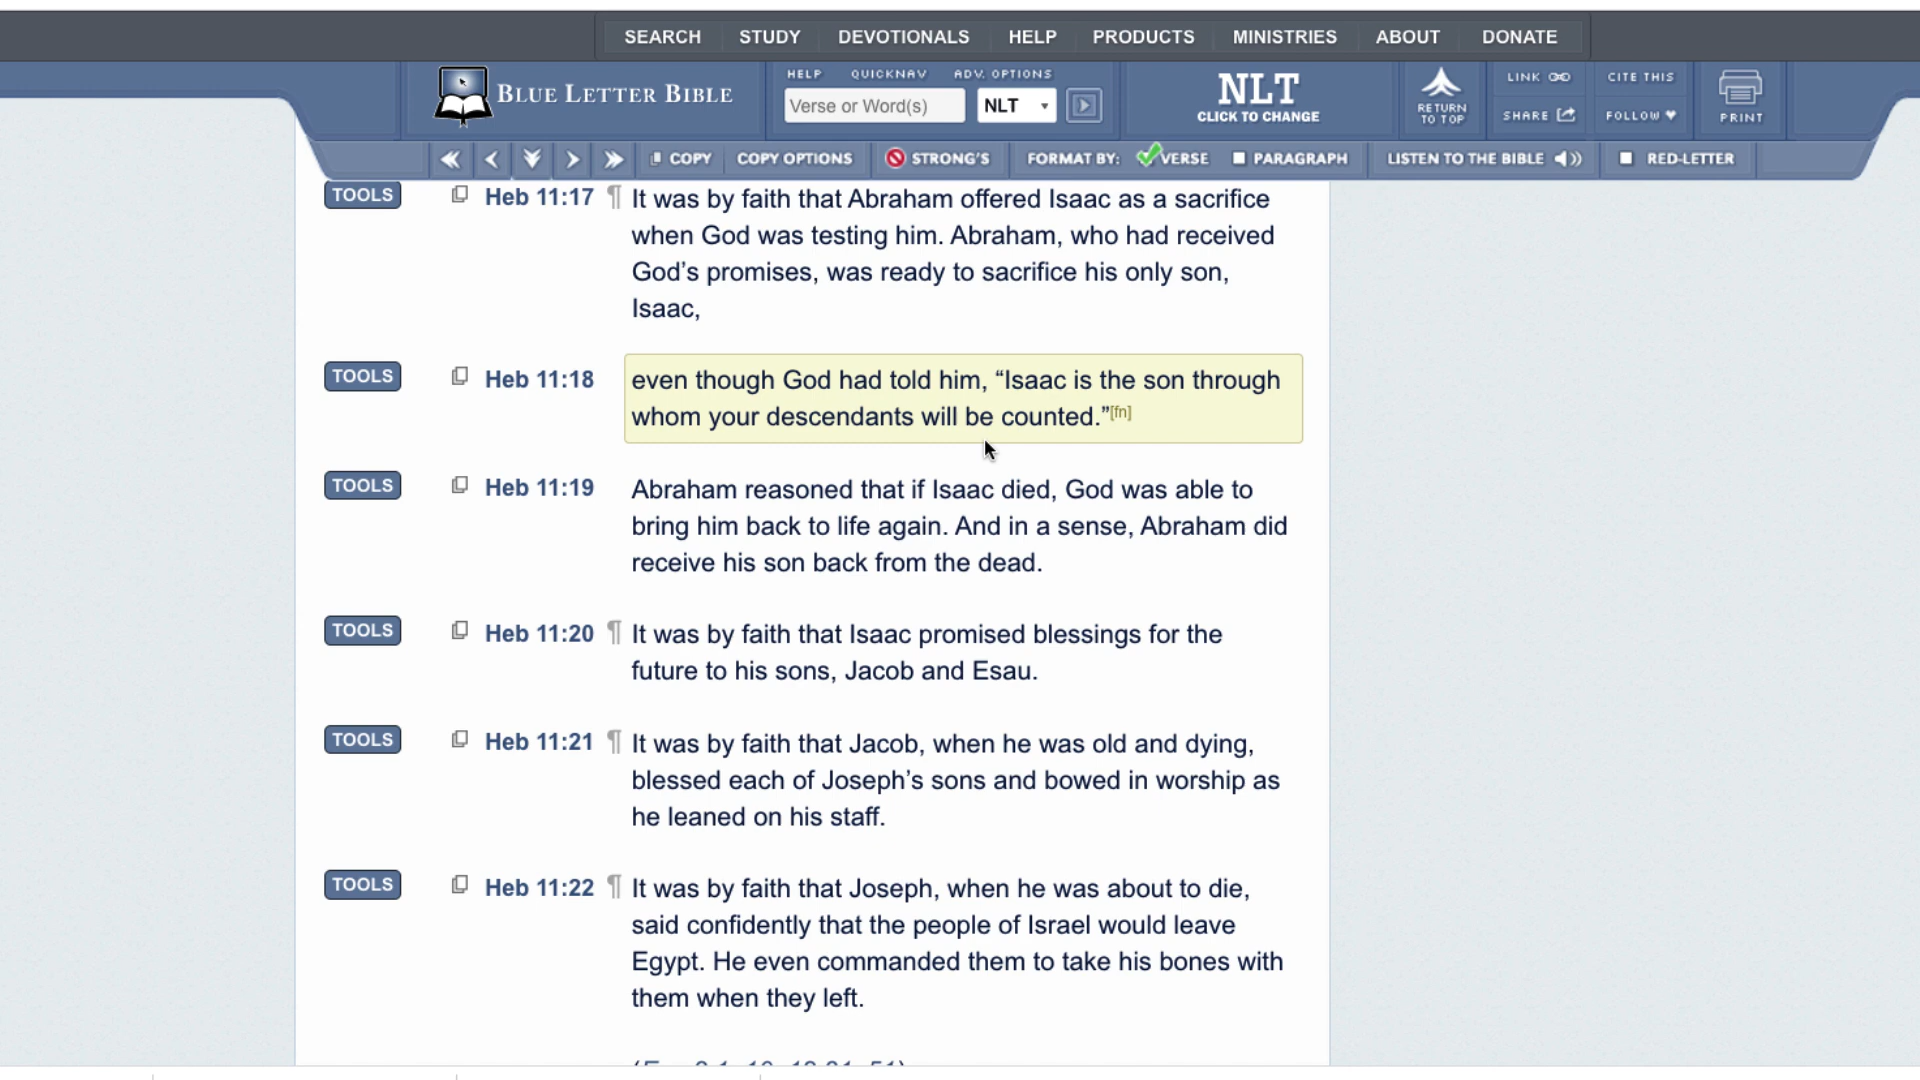 SEARCH STUDY DEVOTIONALS HELP PRODUCTS MINISTRIES ABOUT DONATE
BLUE LETTER BIBLE
HELP QUICKNAV ADV. OPTIONS
Verse or Word(s) NLT
NLT
CLICK TO CHANGE
RETURN
TO TOP
LINK
SHARE
CITE THIS
FOLLOW
PRINT
COPY COPY OPTIONS STRONG'S FORMAT BY: VERSE PARAGRAPH LISTEN TO THE BIBLE RED-LETTER
TOOLS Heb 11:17 ¶ It was by faith that Abraham offered Isaac as a sacrifice
when God was testing him. Abraham, who had received
God’s promises, was ready to sacrifice his only son,
Isaac,
TOOLS Heb 11:18 even though God had told him, “Isaac is the son through
whom your descendants will be counted.”[fn]
TOOLS Heb 11:19 Abraham reasoned that if Isaac died, God was able to
bring him back to life again. And in a sense, Abraham did
receive his son back from the dead.
TOOLS Heb 11:20 ¶ It was by faith that Isaac promised blessings for the
future to his sons, Jacob and Esau.
TOOLS Heb 11:21 ¶ It was by faith that Jacob, when he was old and dying,
blessed each of Joseph’s sons and bowed in worship as
he leaned on his staff.
TOOLS Heb 11:22 ¶ It was by faith that Joseph, when he was about to die,
said confidently that the people of Israel would leave
Egypt. He even commanded them to take his bones with
them when they left.